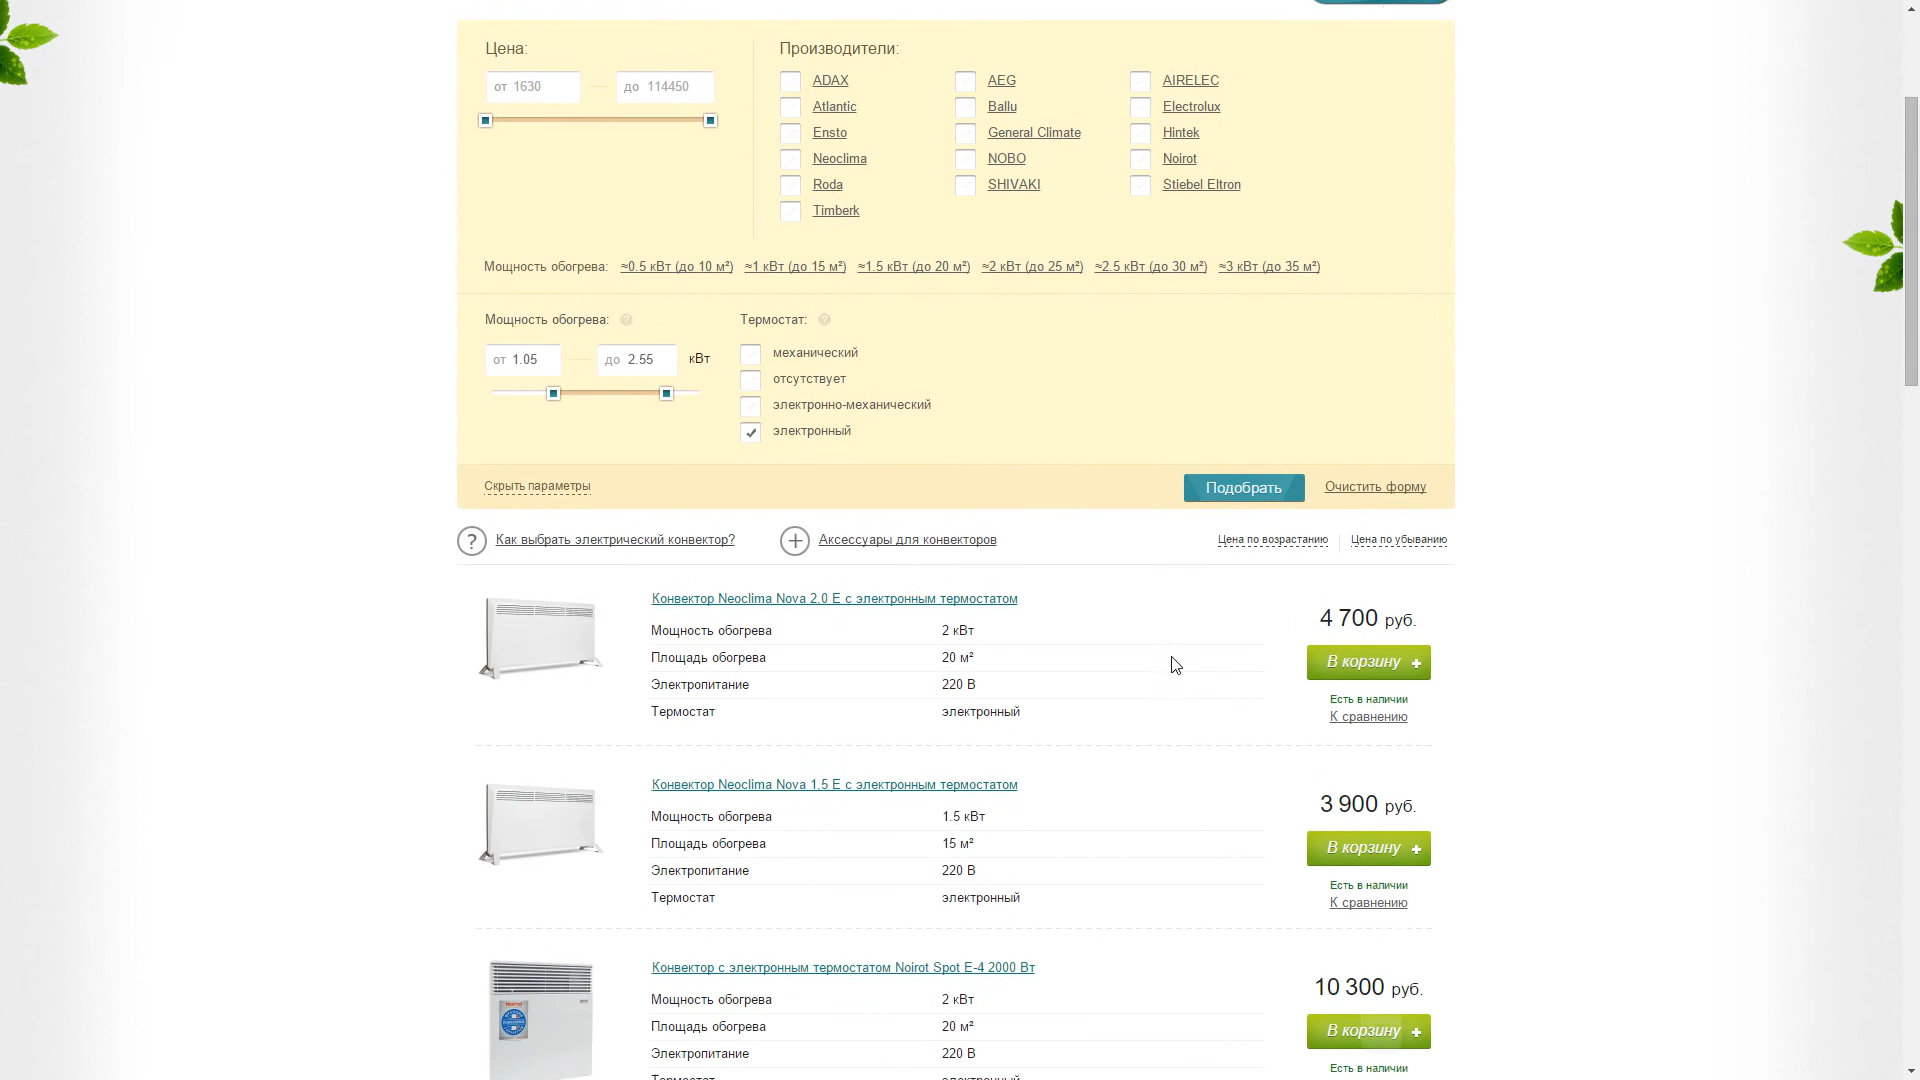 Цена:
от 1630
до 114450
Производители:
ADAX
AEG
AIRELEC
Atlantic
Ballu
Electrolux
Ensto
General Climate
Hintek
Neoclima
NOBO
Noirot
Roda
SHIVAKI
Stiebel Eltron
Timberk
Мощность обогрева: ≈0.5 кВт (до 10 м²) ≈1 кВт (до 15 м²) ≈1.5 кВт (до 20 м²) ≈2 кВт (до 25 м²) ≈2.5 кВт (до 30 м²) ≈3 кВт (до 35 м²)
Мощность обогрева: ?
от 1.05
до 2.55
кВт
Термостат: ?
механический
отсутствует
электронно-механический
электронный
Скрыть параметры
Подобрать
Очистить форму
? Как выбрать электрический конвектор?
+ Аксессуары для конвекторов
Цена по возрастанию
Цена по убыванию
Конвектор Neoclima Nova 2.0 E с электронным термостатом
Мощность обогрева 2 кВт
Площадь обогрева 20 м²
Электропитание 220 В
Термостат электронный
4 700 руб.
В корзину +
Есть в наличии
К сравнению
Конвектор Neoclima Nova 1.5 E с электронным термостатом
Мощность обогрева 1.5 кВт
Площадь обогрева 15 м²
Электропитание 220 В
Термостат электронный
3 900 руб.
В корзину +
Есть в наличии
К сравнению
Конвектор с электронным термостатом Noirot Spot E-4 2000 Вт
Мощность обогрева 2 кВт
Площадь обогрева 20 м²
Электропитание 220 В
Термостат электронный
10 300 руб.
В корзину +
Есть в наличии